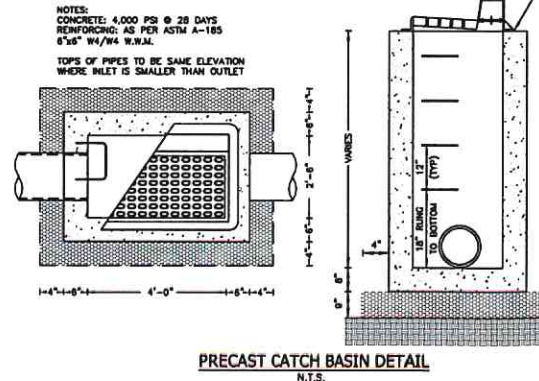 NOTES:
CONCRETE: 4,000 PSI @ 28 DAYS
REINFORCING: AS PER ASTM A-185
6"x6" W4/W4 W.W.M.
TOPS OF PIPES TO BE SAME ELEVATION
WHERE INLET IS SMALLER THAN OUTLET
4"
6"
2'-6"
6"
4"
4"
6"
4'-0"
6"
4"
VARIES
12"
(TYP)
18" RUNG
TO BOTTOM
4"
6"
9"
PRECAST CATCH BASIN DETAIL
N.T.S.